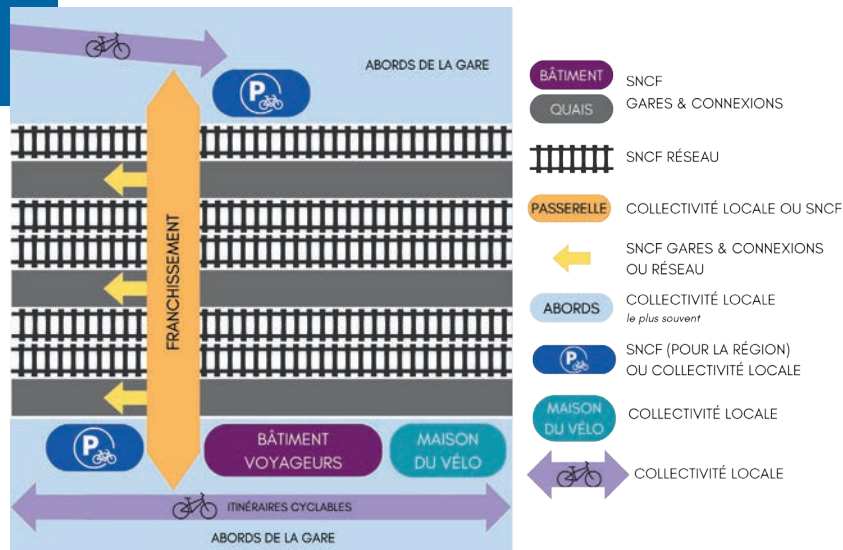 ABORDS DE LA GARE
P
FRANCHISSEMENT
P
BÂTIMENT
VOYAGEURS
MAISON
DU VÉLO
ITINÉRAIRES CYCLABLES
ABORDS DE LA GARE
BÂTIMENT
QUAIS
SNCF
GARES & CONNEXIONS
SNCF RÉSEAU
PASSERELLE
COLLECTIVITÉ LOCALE OU SNCF
SNCF GARES & CONNEXIONS
OU RÉSEAU
ABORDS
COLLECTIVITÉ LOCALE
le plus souvent
P
SNCF (POUR LA RÉGION)
OU COLLECTIVITÉ LOCALE
MAISON
DU VÉLO
COLLECTIVITÉ LOCALE
COLLECTIVITÉ LOCALE